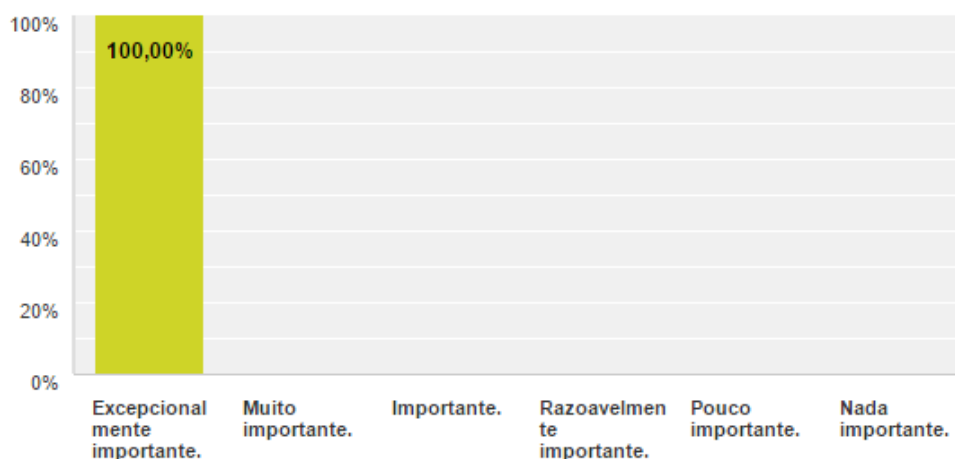 100%
100,00%
80%
60%
40%
20%
0%
Excepcional
mente
importante.
Muito
importante.
Importante.
Razoavelmen
te
importante.
Pouco
importante.
Nada
importante.